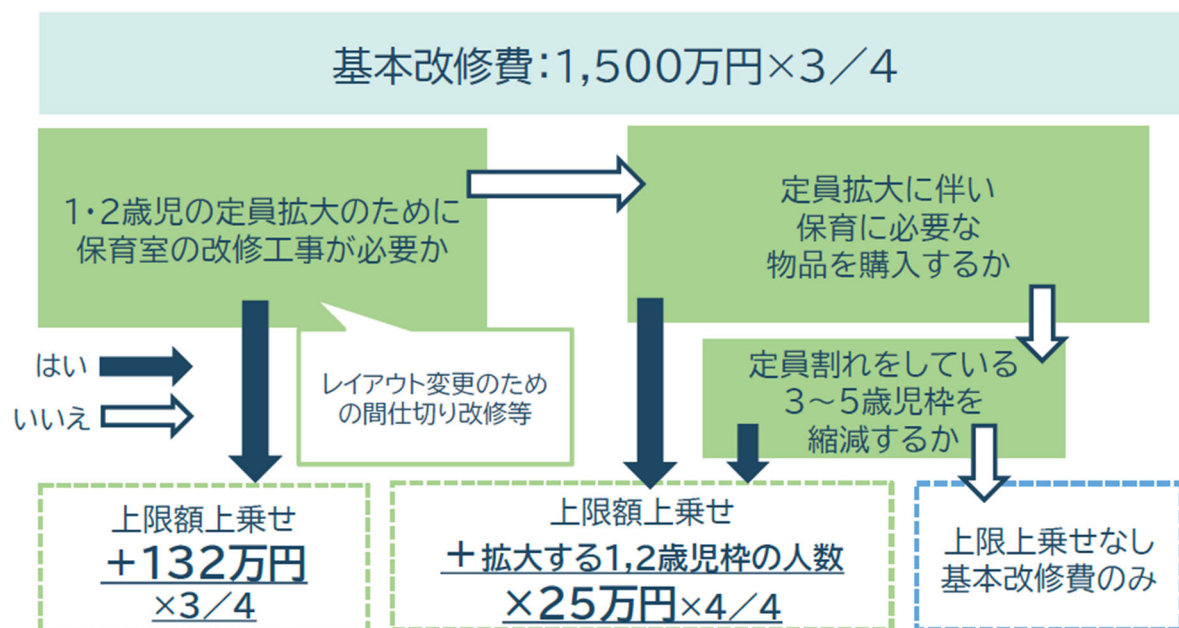 基本改修費:1,500万円×3／4
1・2歳児の定員拡大のために
保育室の改修工事が必要か
定員拡大に伴い
保育に必要な
物品を購入するか
はい
いいえ
レイアウト変更のため
の間仕切り改修等
定員割れをしている
3～5歳児枠を
縮減するか
上限額上乗せ
+132万円
×3／4
上限額上乗せ
+拡大する1,2歳児枠の人数
×25万円×4／4
上限上乗せなし
基本改修費のみ